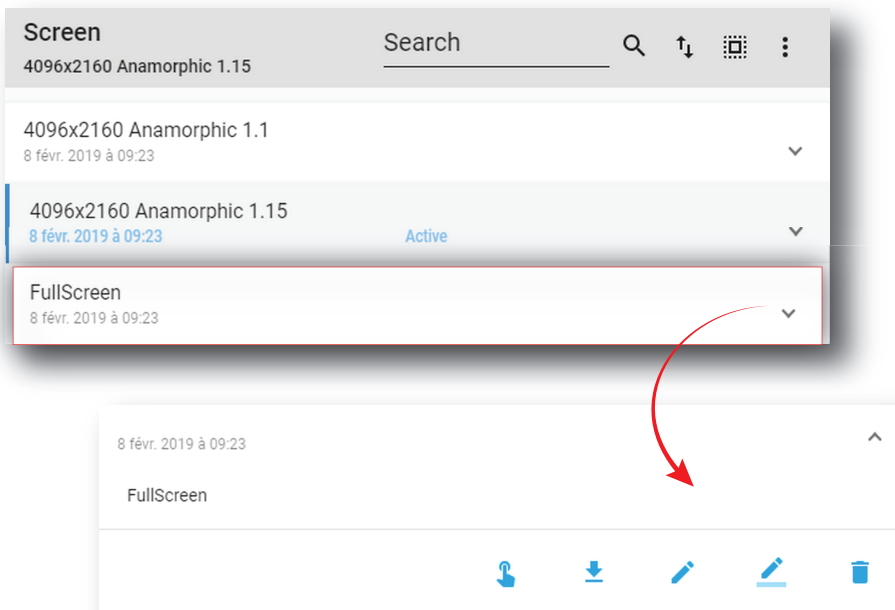 Screen
4096x2160 Anamorphic 1.15
Search
4096x2160 Anamorphic 1.1
8 févr. 2019 à 09:23
4096x2160 Anamorphic 1.15
8 févr. 2019 à 09:23
Active
FullScreen
8 févr. 2019 à 09:23
8 févr. 2019 à 09:23
FullScreen